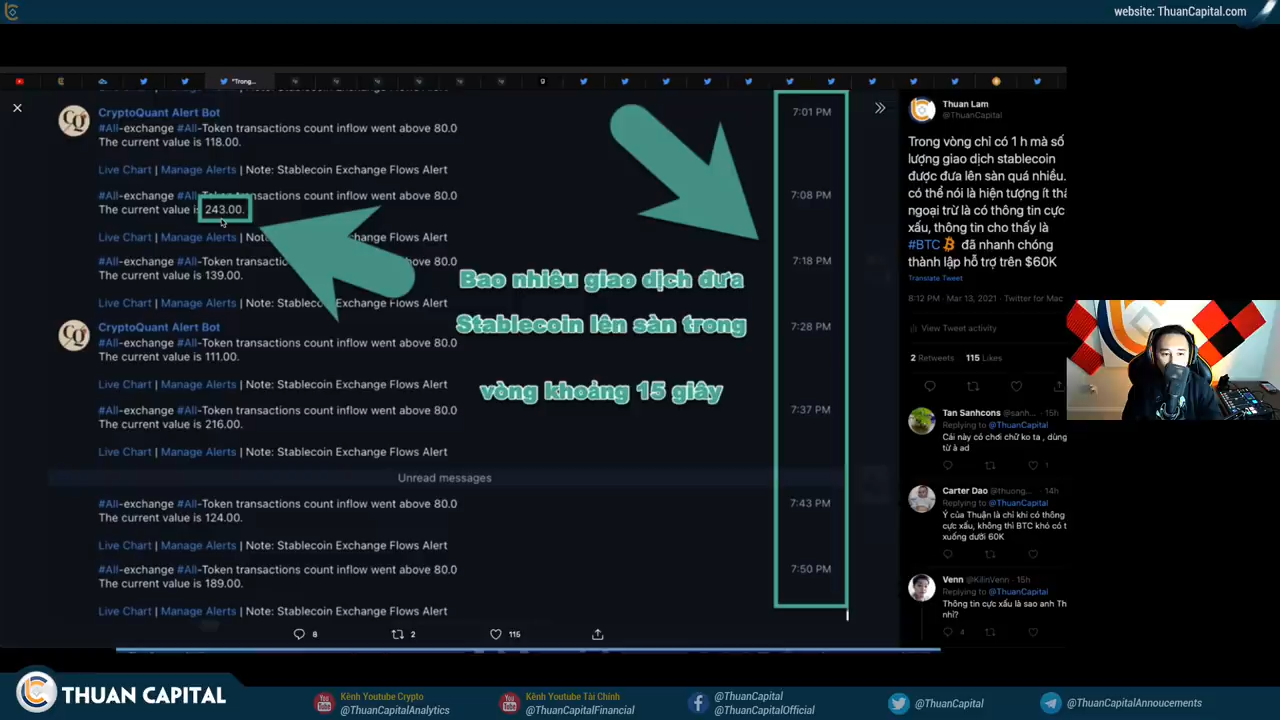 website: ThuanCapital.com
"Trong...
CryptoQuant Alert Bot
#All-exchange #All-Token transactions count inflow went above 80.0
The current value is 118.00.
7:01 PM
Live Chart | Manage Alerts | Note: Stablecoin Exchange Flows Alert
#All-exchange #All-Token transactions count inflow went above 80.0
The current value is 243.00.
7:08 PM
Live Chart | Manage Alerts | Note: Stablecoin Exchange Flows Alert
#All-exchange #All-Token transactions count inflow went above 80.0
The current value is 139.00.
7:18 PM
Live Chart | Manage Alerts | Note: Stablecoin Exchange Flows Alert
CryptoQuant Alert Bot
#All-exchange #All-Token transactions count inflow went above 80.0
The current value is 111.00.
7:28 PM
Live Chart | Manage Alerts | Note: Stablecoin Exchange Flows Alert
#All-exchange #All-Token transactions count inflow went above 80.0
The current value is 216.00.
7:37 PM
Live Chart | Manage Alerts | Note: Stablecoin Exchange Flows Alert
Unread messages
#All-exchange #All-Token transactions count inflow went above 80.0
The current value is 124.00.
7:43 PM
Live Chart | Manage Alerts | Note: Stablecoin Exchange Flows Alert
#All-exchange #All-Token transactions count inflow went above 80.0
The current value is 189.00.
7:50 PM
Live Chart | Manage Alerts | Note: Stablecoin Exchange Flows Alert
Bao nhiêu giao dịch đưa
Stablecoin lên sàn trong
vòng khoảng 15 giây
8 2 115
Thuan Lam
@ThuanCapital
Trong vòng chỉ có 1 h mà số
lượng giao dịch stablecoin
được đưa lên sàn quá nhiều.
có thể nói là hiện tượng ít
ngoại trừ là có thông tin cực
xấu, thông tin cho thấy là
#BTC đã nhanh chóng
thành lập hỗ trợ trên $60K
Translate Tweet
8:12 PM · Mar 13, 2021 · Twitter for Mac
View Tweet activity
2 Retweets 115 Likes
Tan Sanhcons @sanh... · 15h
Replying to @ThuanCapital
Cái này có chơi chữ ko ta , dùng
từ à ad
1
Carter Dao @thuong... · 14h
Replying to @ThuanCapital
Ý của Thuận là chỉ khi có thông
cực xấu, không thì BTC khó có
xuống dưới 60K
Venn @KilinVenn · 15h
Replying to @ThuanCapital
Thông tin cực xấu là sao anh Th
nhỉ?
4
THUAN CAPITAL
Kênh Youtube Crypto
@ThuanCapitalAnalytics
Kênh Youtube Tài Chính
@ThuanCapitalFinancial
@ThuanCapital
@ThuanCapitalOfficial
@ThuanCapital
@ThuanCapitalAnnoucements